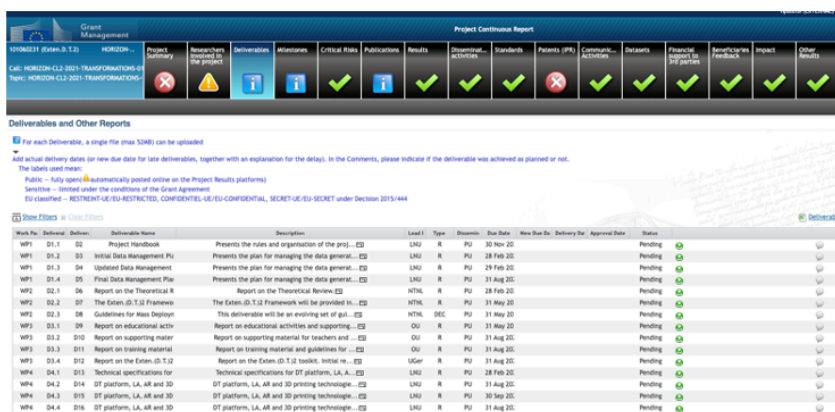 Grant
Management
Project Continuous Report
101060231 (Exten.D.T.2) HORIZON-...
Call: HORIZON-CL2-2021-TRANSFORMATIONS-01
Topic: HORIZON-CL2-2021-TRANSFORMATIONS-
Project Summary
Researchers involved in the project
Deliverables
Milestones
Critical Risks
Publications
Results
Disseminat... activities
Standards
Patents (IPR)
Communic... Activities
Datasets
Financial support to 3rd parties
Beneficiaries Feedback
Impact
Other Results
Deliverables and Other Reports
For each Deliverable, a single file (max 52MB) can be uploaded
Add actual delivery dates (or new due date for late deliverables, together with an explanation for the delay). In the Comments, please indicate if the deliverable was achieved as planned or not.
The labels used mean:
Public — fully open( automatically posted online on the Project Results platforms)
Sensitive — limited under the conditions of the Grant Agreement
EU classified — RESTREINT-UE/EU-RESTRICTED, CONFIDENTIEL-UE/EU-CONFIDENTIAL, SECRET-UE/EU-SECRET under Decision 2015/444
Show Filters Clear Filters Deliverab
Work Pa Deliveral Deliver. Deliverable Name Description Lead I Type Dissemin Due Date New Due Da Delivery Da Approval Date Status
WP1 D1.1 D2 Project Handbook Presents the rules and organisation of the proj... LNU R PU 30 Nov 20 Pending
WP1 D1.2 D3 Initial Data Management Pla Presents the plan for managing the data generat... LNU R PU 28 Feb 20 Pending
WP1 D1.3 D4 Updated Data Management Presents the plan for managing the data generat... LNU R PU 29 Feb 20 Pending
WP1 D1.4 D5 Final Data Management Plan Presents the plan for managing the data generat... LNU R PU 31 Aug 20 Pending
WP2 D2.1 D6 Report on the Theoretical R Report on the Theoretical Review. NTNL R PU 28 Feb 20 Pending
WP2 D2.2 D7 The Exten.(D.T.)2 Framewo The Exten.(D.T.)2 Framework will be provided in... NTNL R PU 31 May 20 Pending
WP2 D2.3 D8 Guidelines for Mass Deployn This deliverable will be an evolving set of gui... NTNL DEC PU 31 May 20 Pending
WP3 D3.1 D9 Report on educational activ Report on educational activities and supporting... OU R PU 31 May 20 Pending
WP3 D3.2 D10 Report on supporting mater Report on supporting material for teachers and ... OU R PU 31 Aug 20 Pending
WP3 D3.3 D11 Report on training material Report on training material and guidelines for ... OU R PU 31 Aug 20 Pending
WP3 D3.4 D12 Report on the Exten.(D.T.)2 Report on the Exten.(D.T.)2 toolkit. Initial re... UGer R PU 31 Aug 20 Pending
WP4 D4.1 D13 Technical specifications for Technical specifications for DT platform, LA, A... LNU R PU 28 Feb 20 Pending
WP4 D4.2 D14 DT platform, LA, AR and 3D DT platform, LA, AR and 3D printing technologie... LNU R PU 31 Aug 20 Pending
WP4 D4.3 D15 DT platform, LA, AR and 3D DT platform, LA, AR and 3D printing technologie... LNU R PU 30 Sep 20 Pending
WP4 D4.4 D16 DT platform, LA, AR and 3D DT platform, LA, AR and 3D printing technologie... LNU R PU 31 Aug 20 Pending